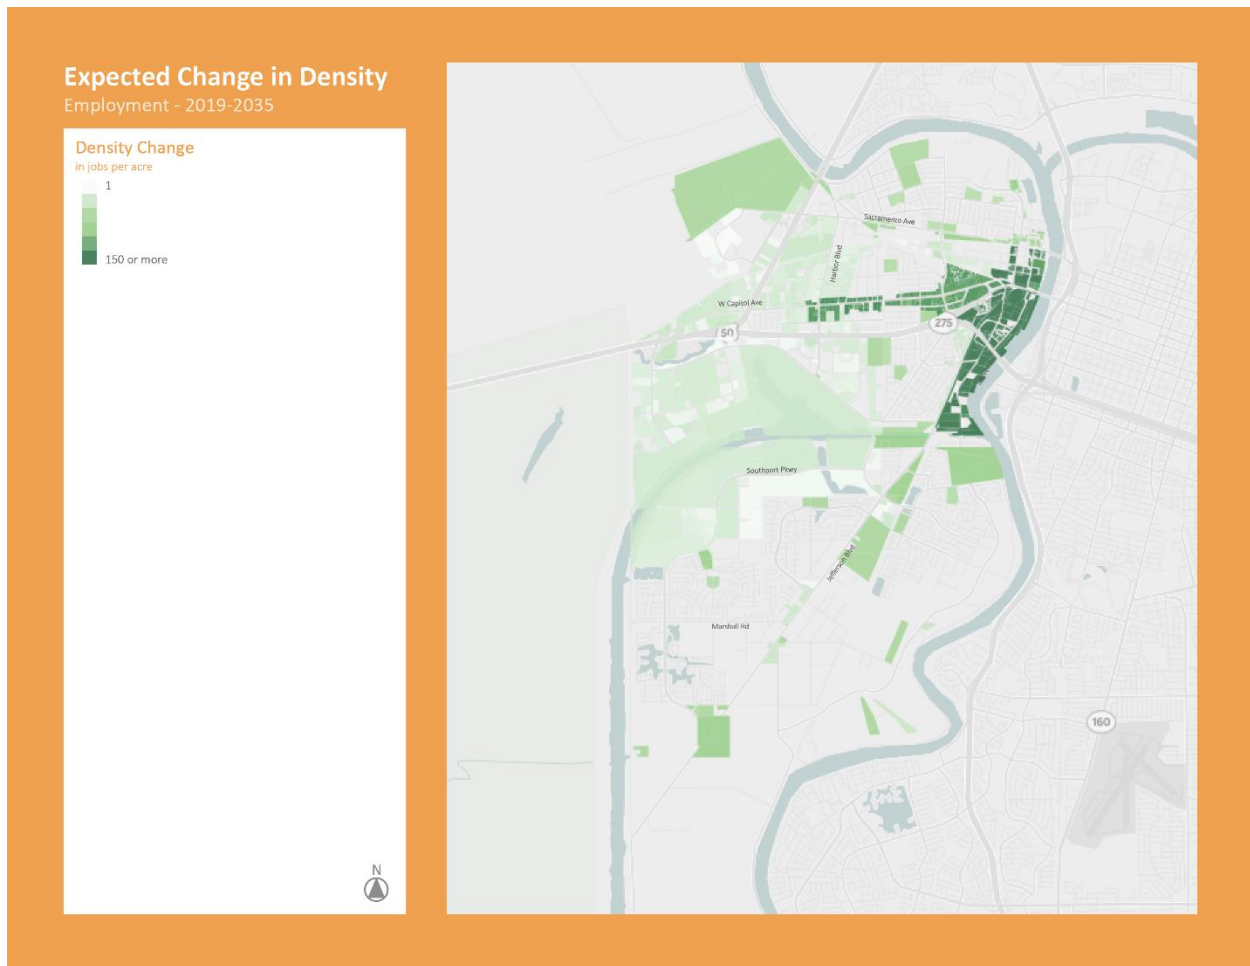 Expected Change in Density
Employment - 2019-2035
Density Change
in jobs per acre
1
150 or more
N
Sacramento Ave
Harbor Blvd
W Capitol Ave
50
275
Southport Pkwy
Jefferson Blvd
Marshall Rd
160